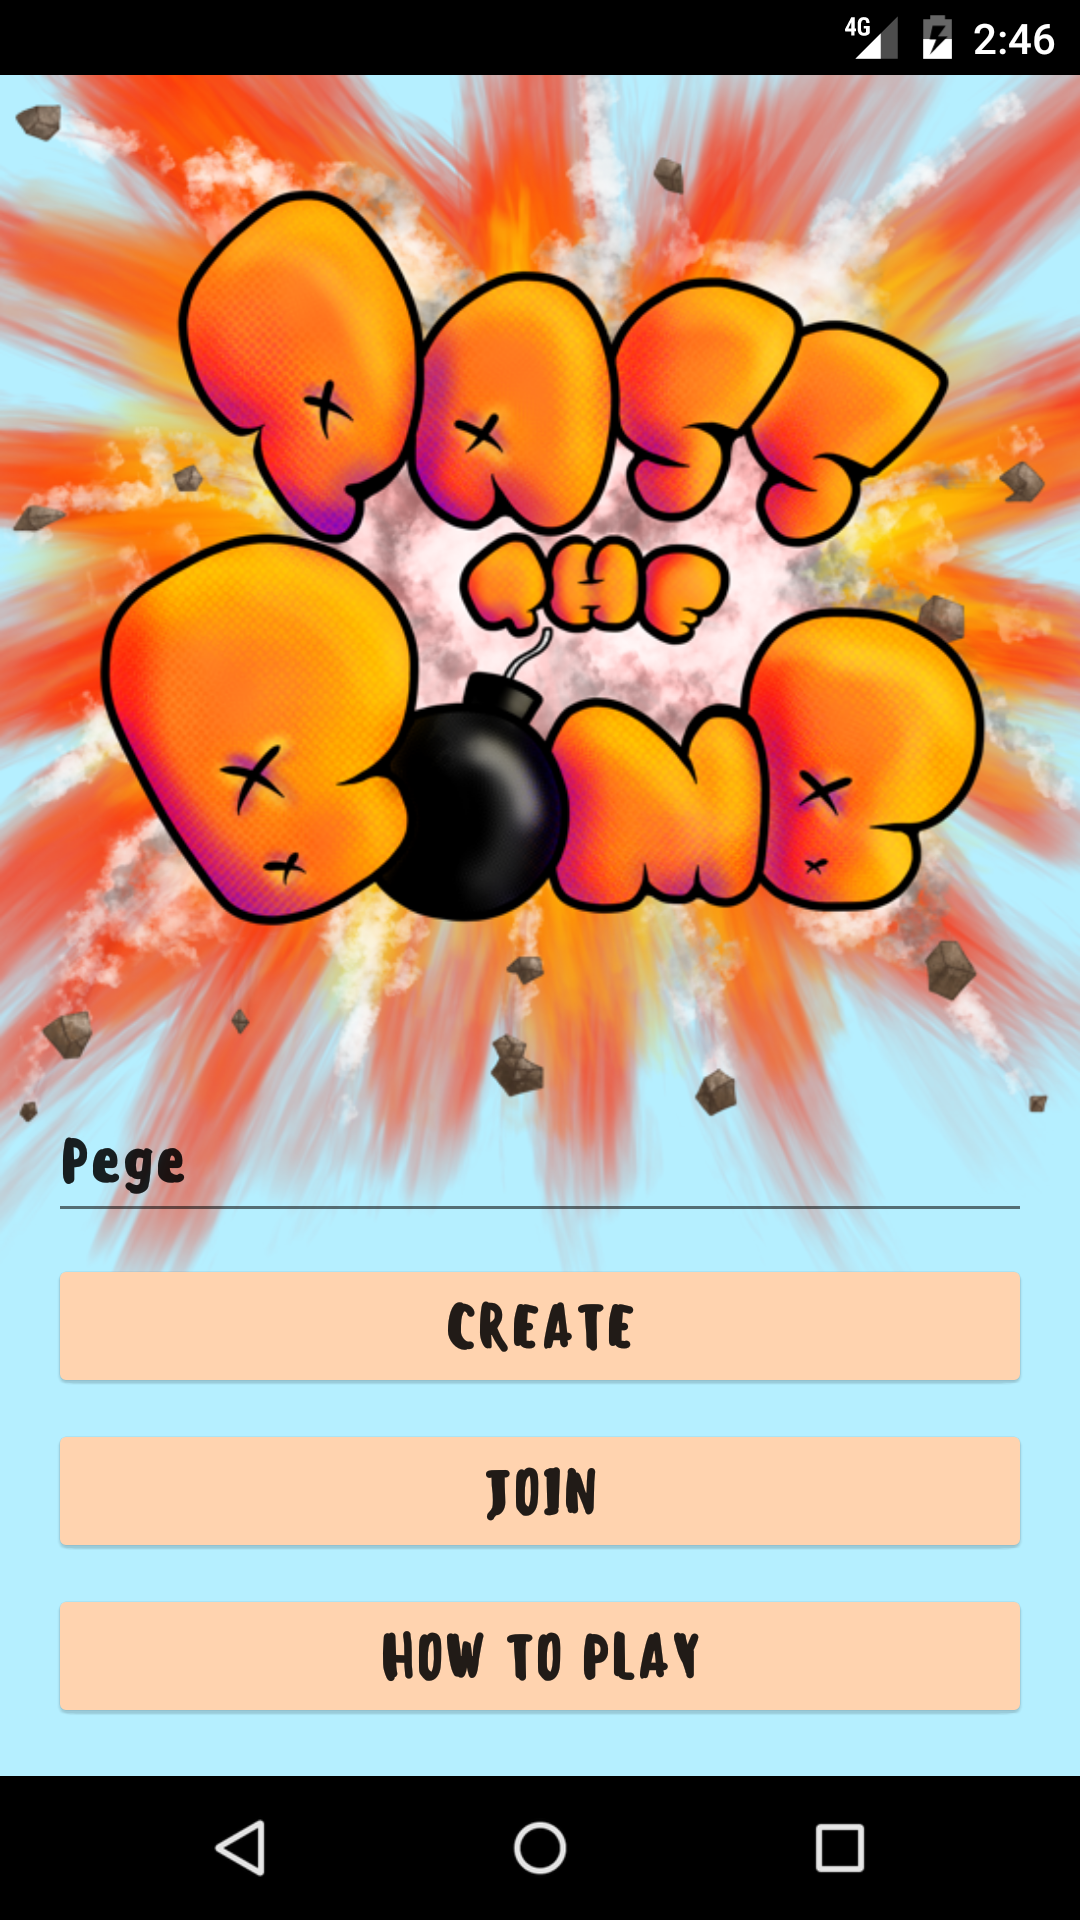 4G 2:46
PASS
THE
BOMB
Pege
CREATE
JOIN
HOW TO PLAY